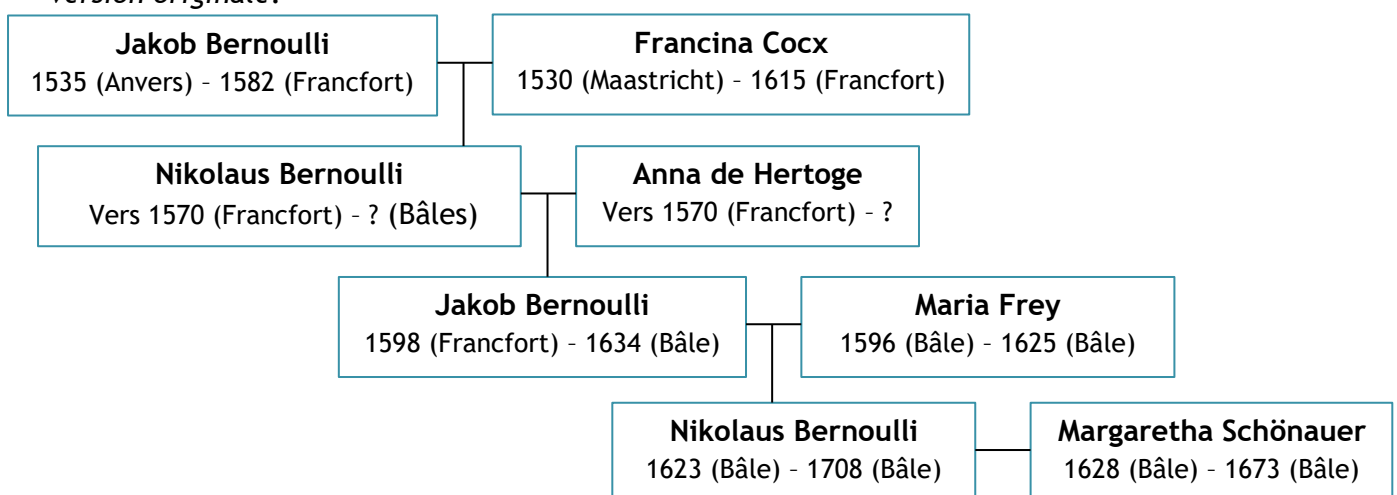 version originale.
Jakob Bernoulli
1535 (Anvers) – 1582 (Francfort)
Francina Cocx
1530 (Maastricht) – 1615 (Francfort)
Nikolaus Bernoulli
Vers 1570 (Francfort) – ? (Bâles)
Anna de Hertoge
Vers 1570 (Francfort) – ?
Jakob Bernoulli
1598 (Francfort) – 1634 (Bâle)
Maria Frey
1596 (Bâle) – 1625 (Bâle)
Nikolaus Bernoulli
1623 (Bâle) – 1708 (Bâle)
Margaretha Schönauer
1628 (Bâle) – 1673 (Bâle)